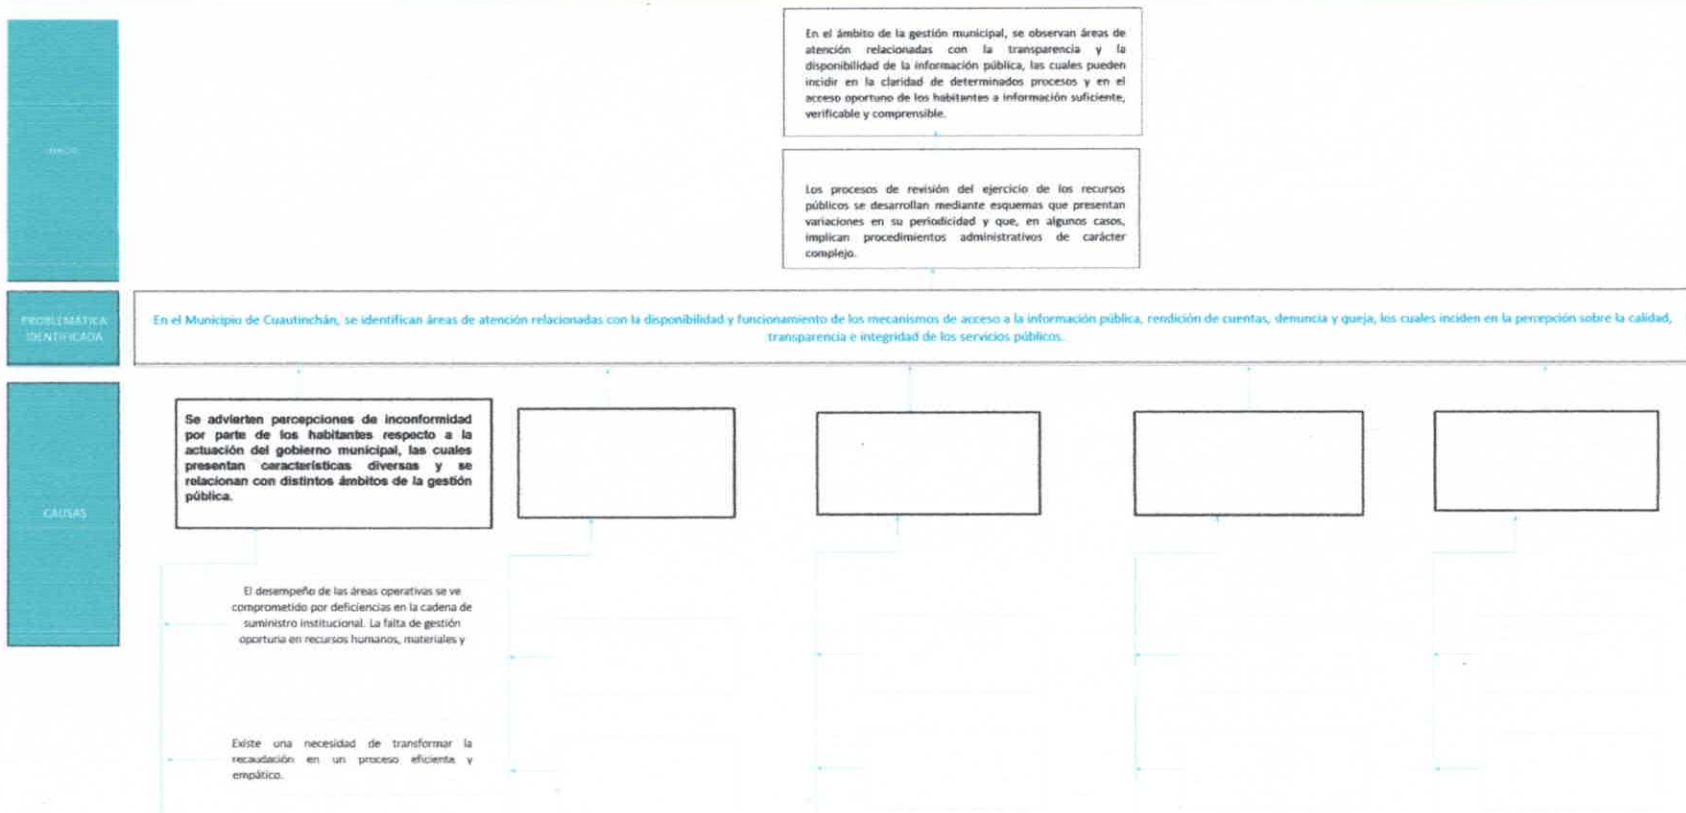 En el ámbito de la gestión municipal, se observan áreas de
atención relacionadas con la transparencia y la
disponibilidad de la información pública, las cuales pueden
incidir en la claridad de determinados procesos y en el
acceso oportuno de los habitantes a información suficiente,
verificable y comprensible.
Los procesos de revisión del ejercicio de los recursos
públicos se desarrollan mediante esquemas que presentan
variaciones en su periodicidad y que, en algunos casos,
implican procedimientos administrativos de carácter
complejo.
PROBLEMÁTICA
IDENTIFICADA
En el Municipio de Cuautinchán, se identifican áreas de atención relacionadas con la disponibilidad y funcionamiento de los mecanismos de acceso a la información pública, rendición de cuentas, denuncia y queja, los cuales inciden en la percepción sobre la calidad,
transparencia e integridad de los servicios públicos.
CAUSAS
Se advierten percepciones de inconformidad
por parte de los habitantes respecto a la
actuación del gobierno municipal, las cuales
presentan características diversas y se
relacionan con distintos ámbitos de la gestión
pública.
El desempeño de las áreas operativas se ve
comprometido por deficiencias en la cadena de
suministro institucional. La falta de gestión
oportuna en recursos humanos, materiales y
Existe una necesidad de transformar la
recaudación en un proceso eficiente y
empático.